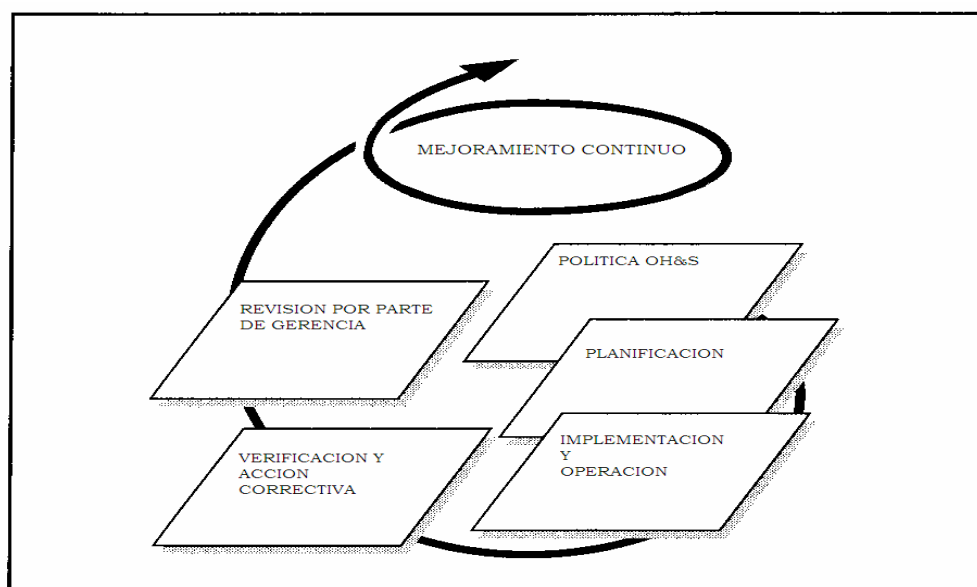 MEJORAMIENTO CONTINUO
POLITICA OH&S
REVISION POR PARTE
DE GERENCIA
PLANIFICACION
VERIFICACION Y
ACCION
CORRECTIVA
IMPLEMENTACION
Y
OPERACION